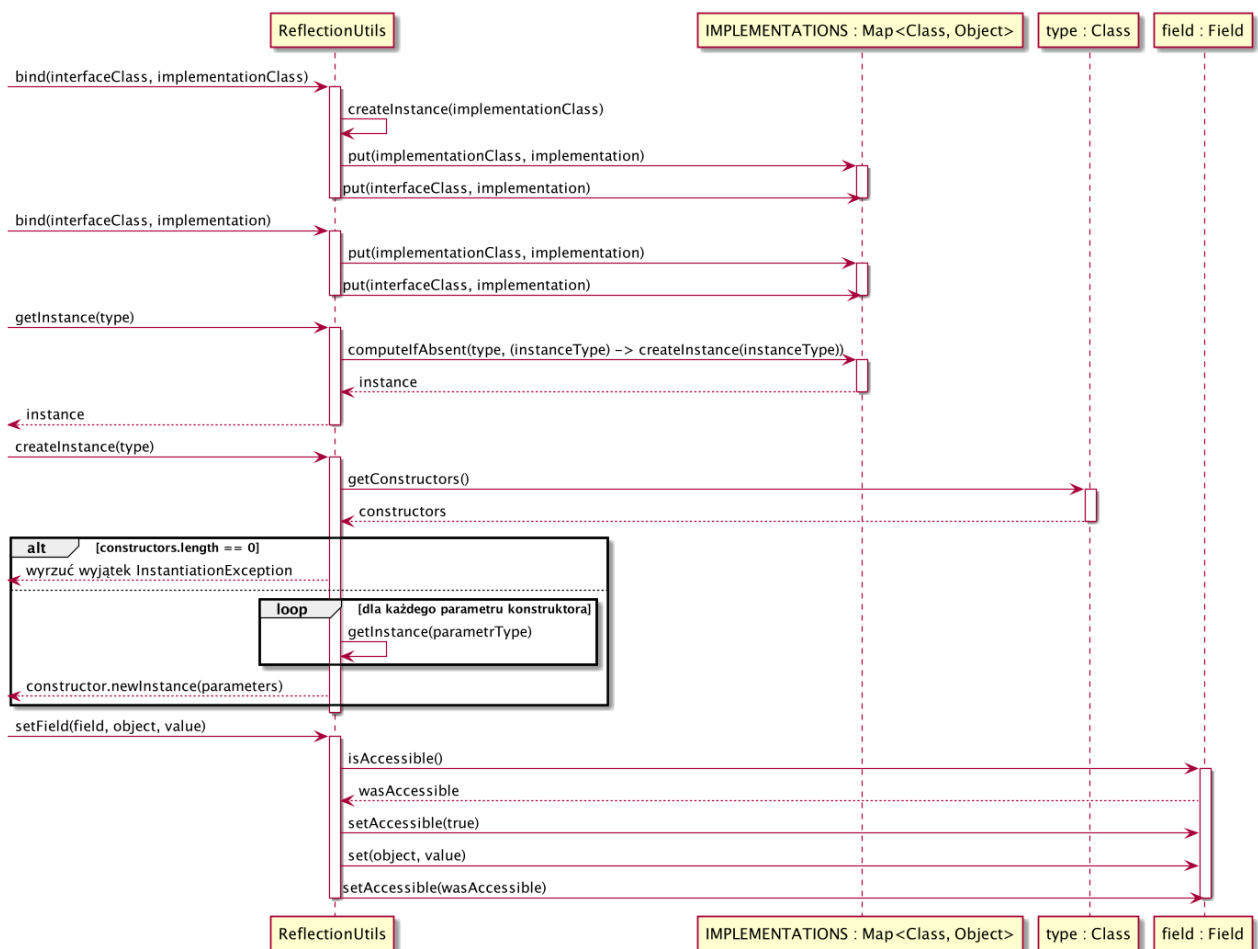 ReflectionUtils IMPLEMENTATIONS : Map<Class, Object> type : Class field : Field
bind(interfaceClass, implementationClass)
createInstance(implementationClass)
put(implementationClass, implementation)
put(interfaceClass, implementation)
bind(interfaceClass, implementation)
put(implementationClass, implementation)
put(interfaceClass, implementation)
getInstance(type)
computeIfAbsent(type, (instanceType) -> createInstance(instanceType))
instance
instance
createInstance(type)
getConstructors()
constructors
alt [constructors.length == 0]
wyrzuć wyjątek InstantiationException
loop [dla każdego parametru konstruktora]
getInstance(parametrType)
constructor.newInstance(parameters)
setField(field, object, value)
isAccessible()
wasAccessible
setAccessible(true)
set(object, value)
setAccessible(wasAccessible)
ReflectionUtils IMPLEMENTATIONS : Map<Class, Object> type : Class field : Field